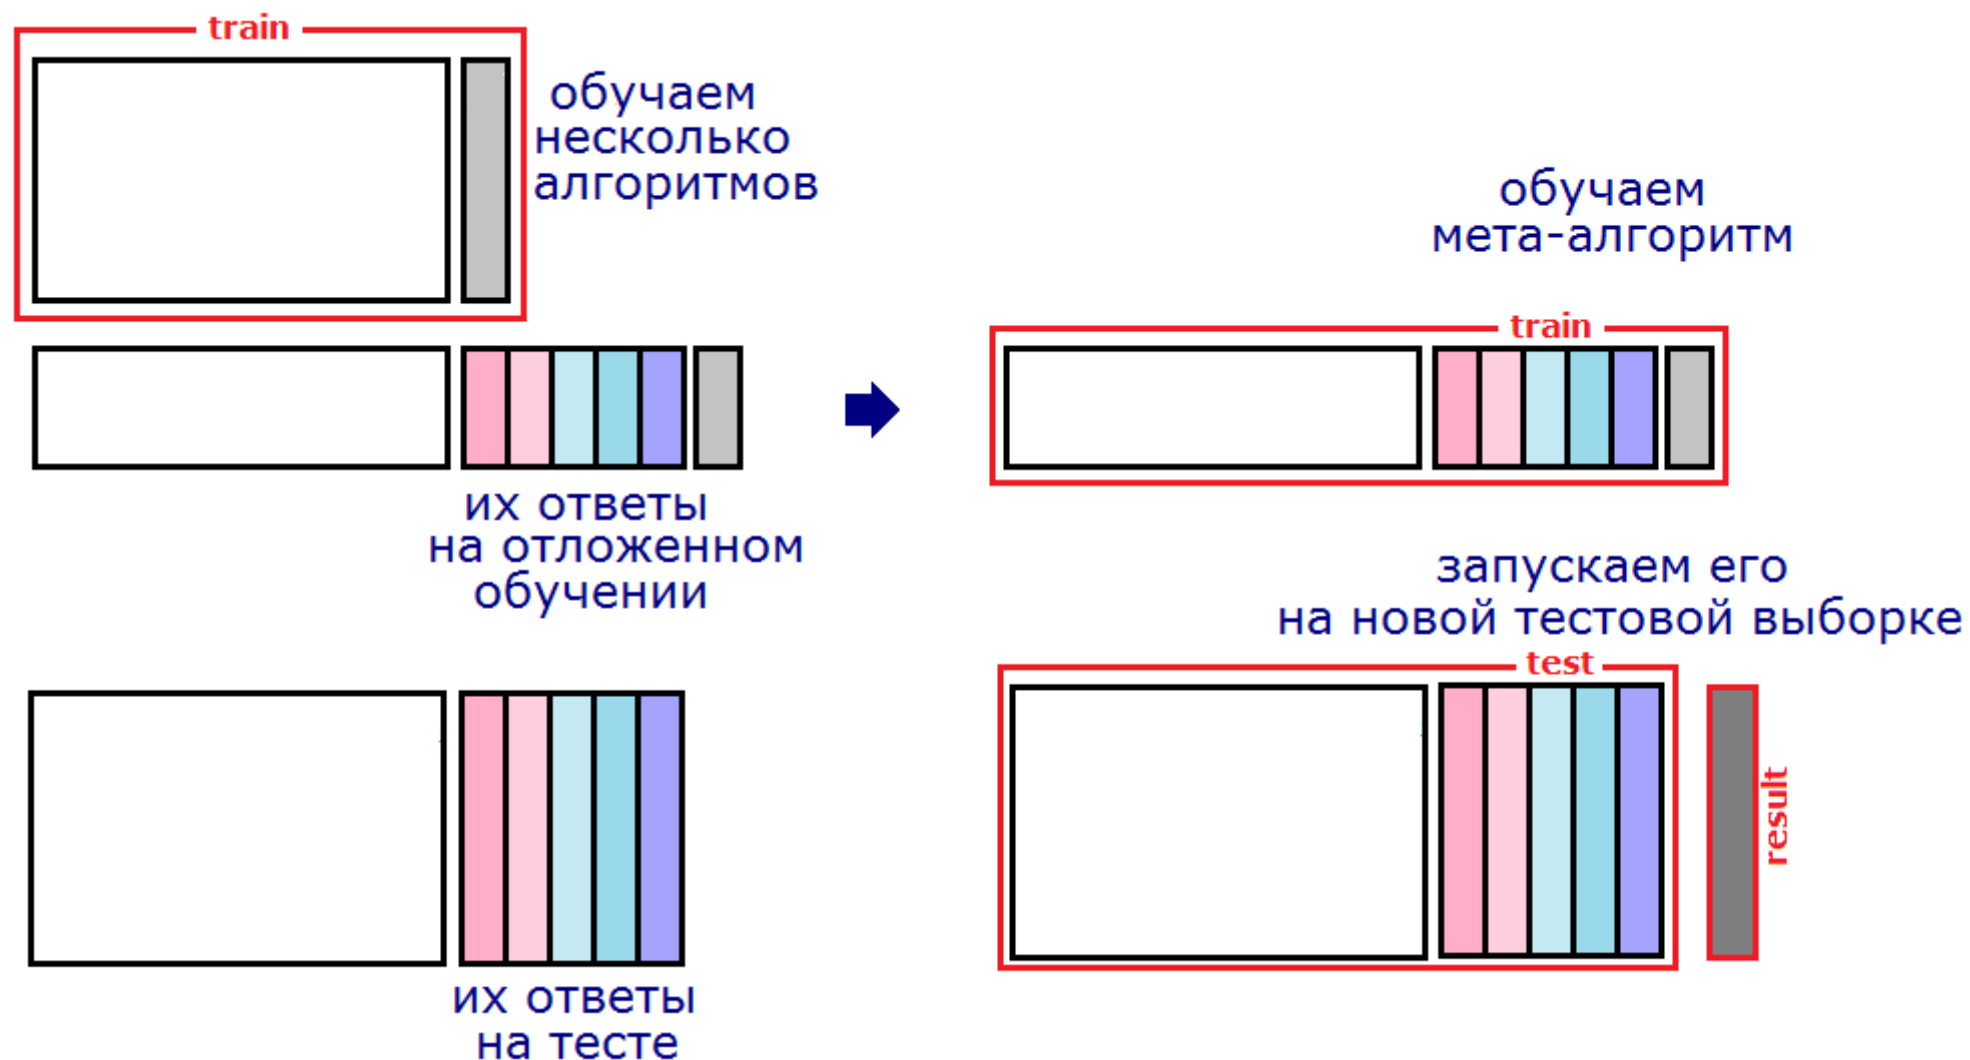 train
обучаем
несколько
алгоритмов
их ответы
на отложенном
обучении
их ответы
на тесте
обучаем
мета-алгоритм
train
запускаем его
на новой тестовой выборке
test
result